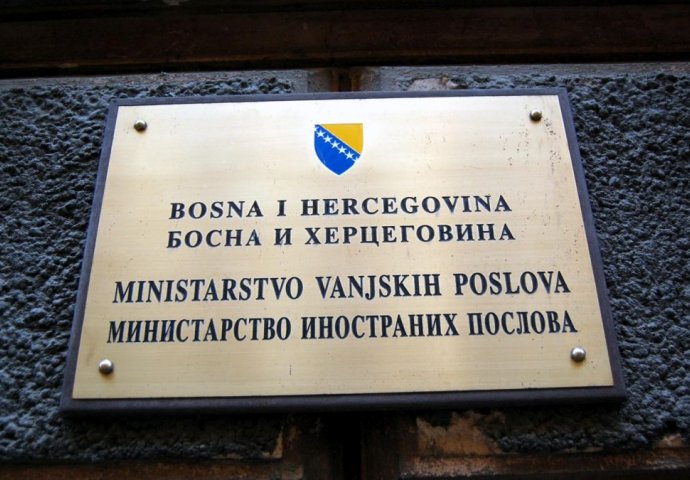 BOSNA I HERCEGOVINA
БОСНА И ХЕРЦЕГОВИНА
MINISTARSTVO VANJSKIH POSLOVA
МИНИСТАРСТВО ИНОСТРАНИХ ПОСЛОВА